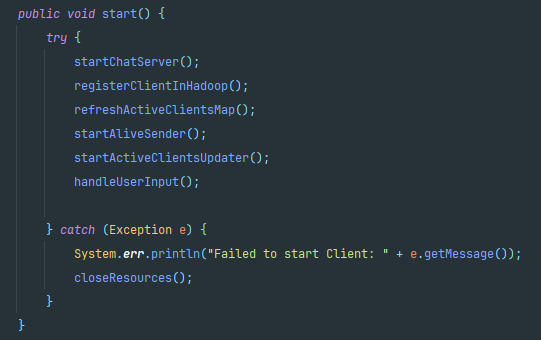 public void start() {
    try {
        startChatServer();
        registerClientInHadoop();
        refreshActiveClientsMap();
        startAliveSender();
        startActiveClientsUpdater();
        handleUserInput();

    } catch (Exception e) {
        System.err.println("Failed to start Client: " + e.getMessage());
        closeResources();
    }
}